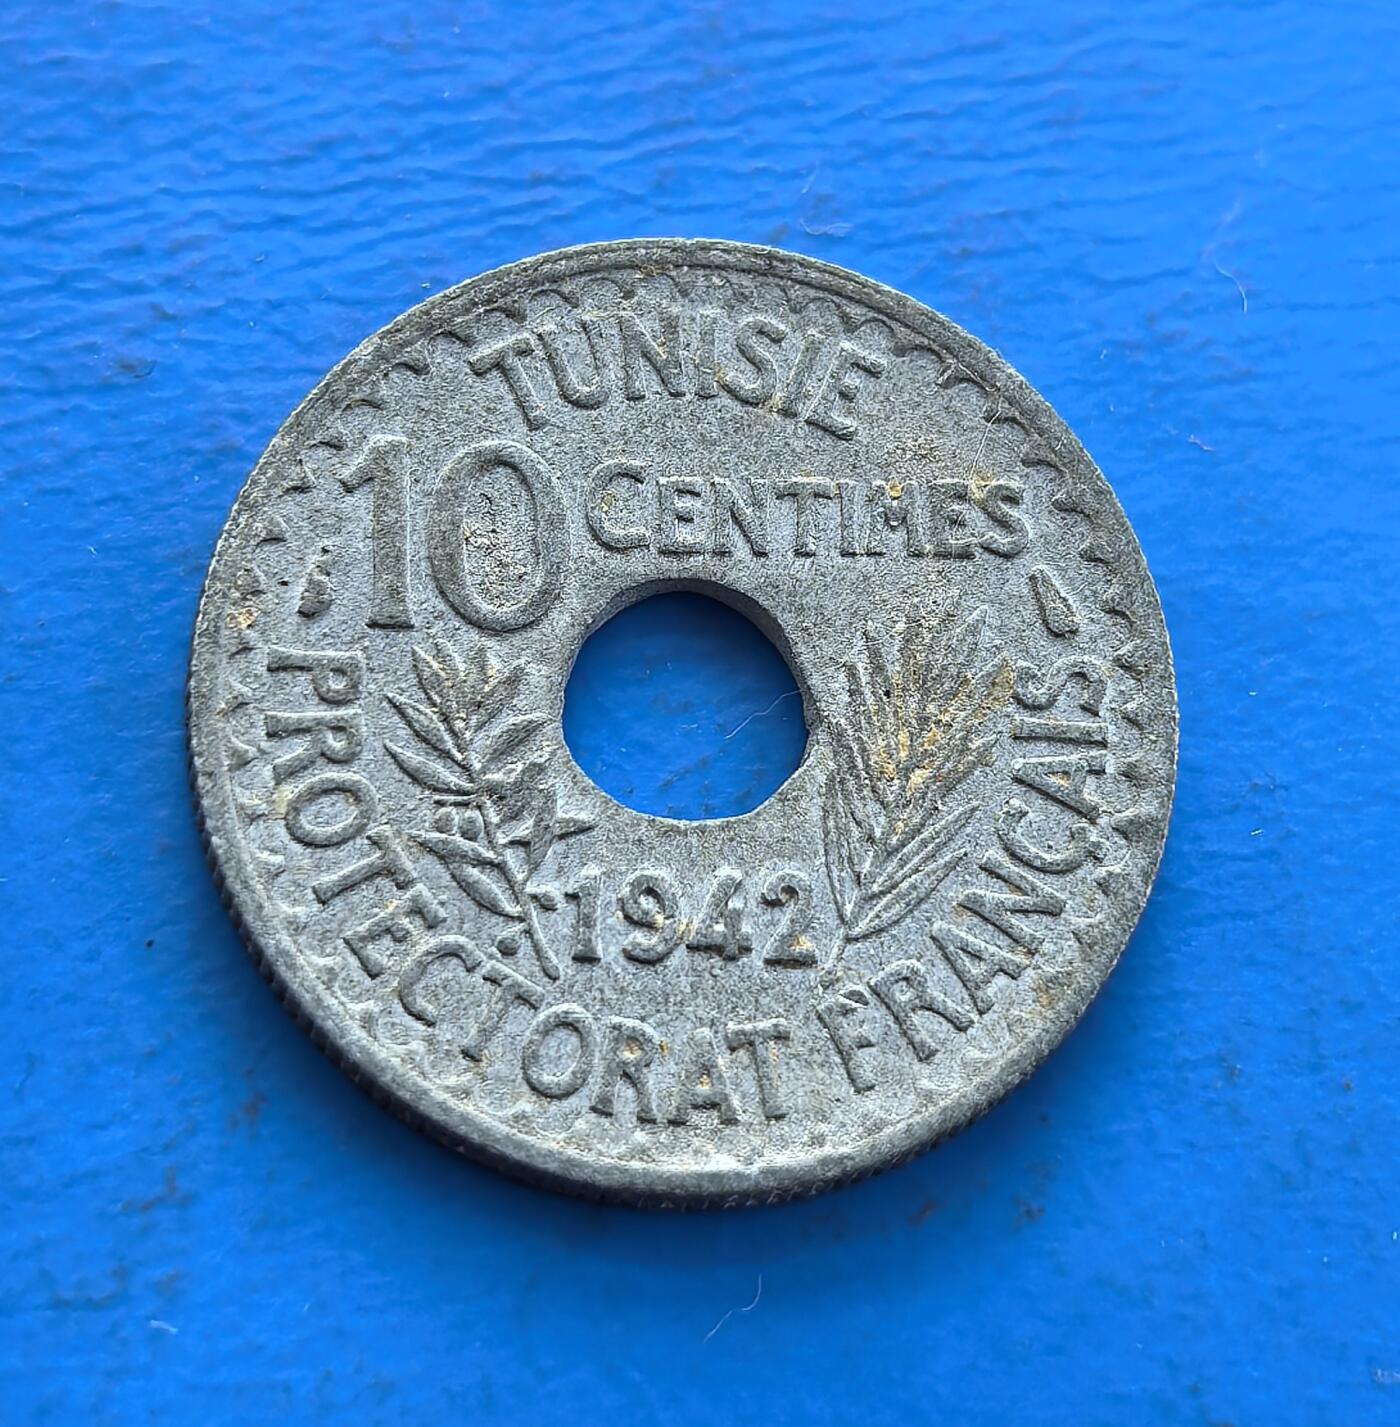 TUNISIE
10 CENTIMES
1942
PROTECTORAT FRANÇAIS